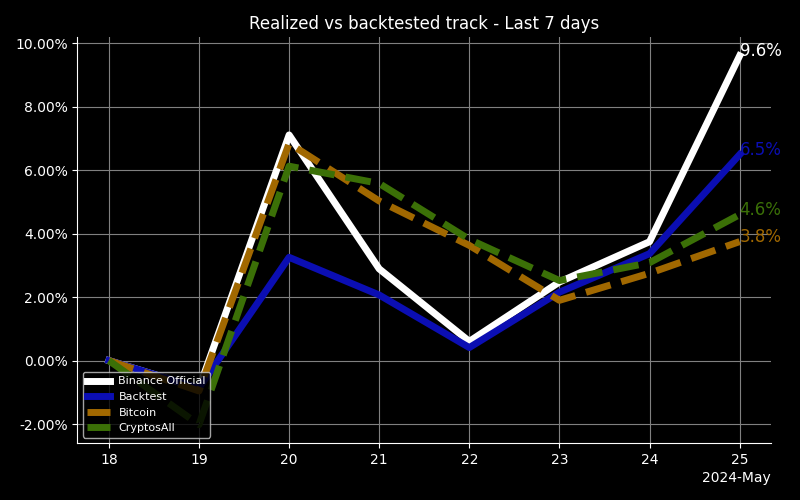 Realized vs backtested track - Last 7 days
10.00%
8.00%
6.00%
4.00%
2.00%
0.00%
-2.00%
9.6%
6.5%
4.6%
3.8%
Binance Official
Backtest
Bitcoin
CryptosAll
18 19 20 21 22 23 24 25
2024-May